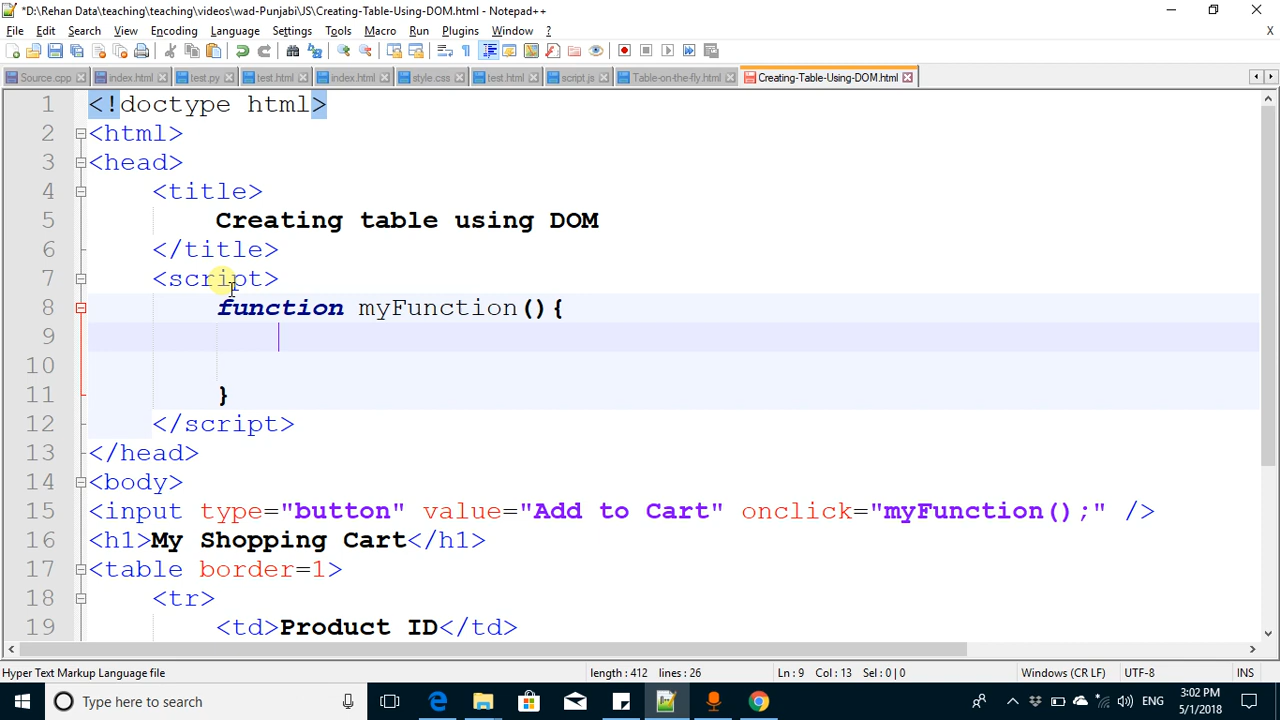 *D:\Rehan Data\teaching\teaching\videos\wad-Punjabi\JS\Creating-Table-Using-DOM.html - Notepad++
File Edit Search View Encoding Language Settings Tools Macro Run Plugins Window ? X
Source.cpp index.html test.py test.html index.html style.css test.html script.js Table-on-the-fly.html Creating-Table-Using-DOM.html
1 <!doctype html>
2 <html>
3 <head>
4 <title>
5 Creating table using DOM
6 </title>
7 <script>
8 function myFunction(){
9
10
11 }
12 </script>
13 </head>
14 <body>
15 <input type="button" value="Add to Cart" onclick="myFunction();" />
16 <h1>My Shopping Cart</h1>
17 <table border=1>
18 <tr>
19 <td>Product ID</td>
Hyper Text Markup Language file length : 412 lines : 26 Ln : 9 Col : 13 Sel : 0 | 0 Windows (CR LF) UTF-8 INS
Type here to search ENG 3:02 PM
5/1/2018